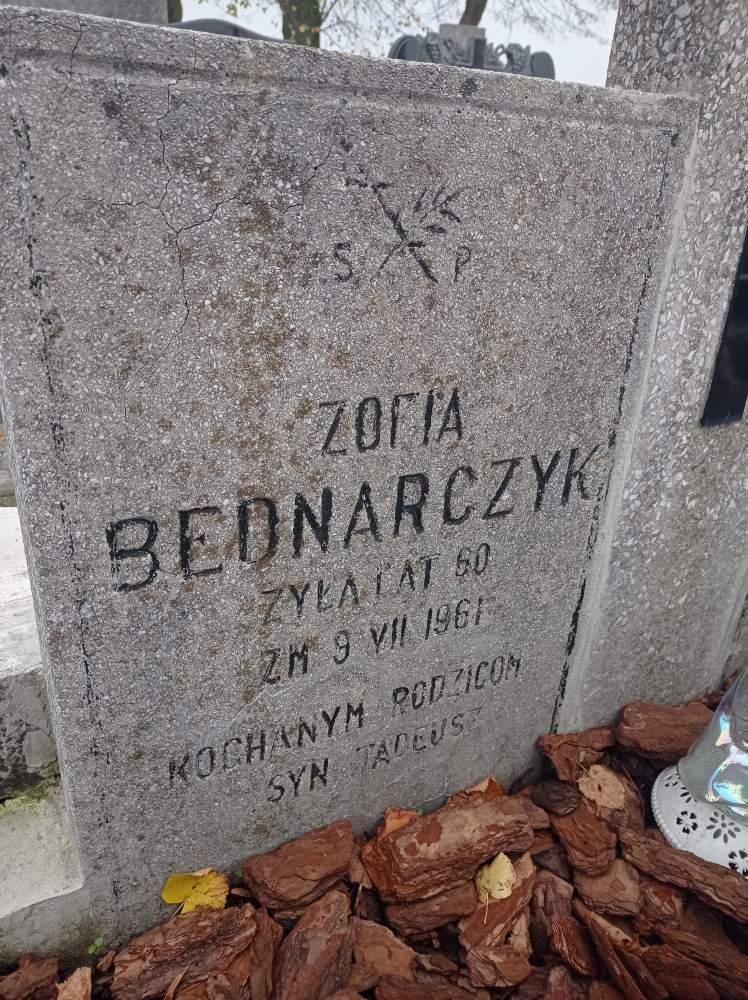 S P
ZOFIA
BEDNARCZYK
ŻYŁA LAT 60
ZM 9 VII 1961
KOCHANYM RODZICOM
SYN TADEUSZ